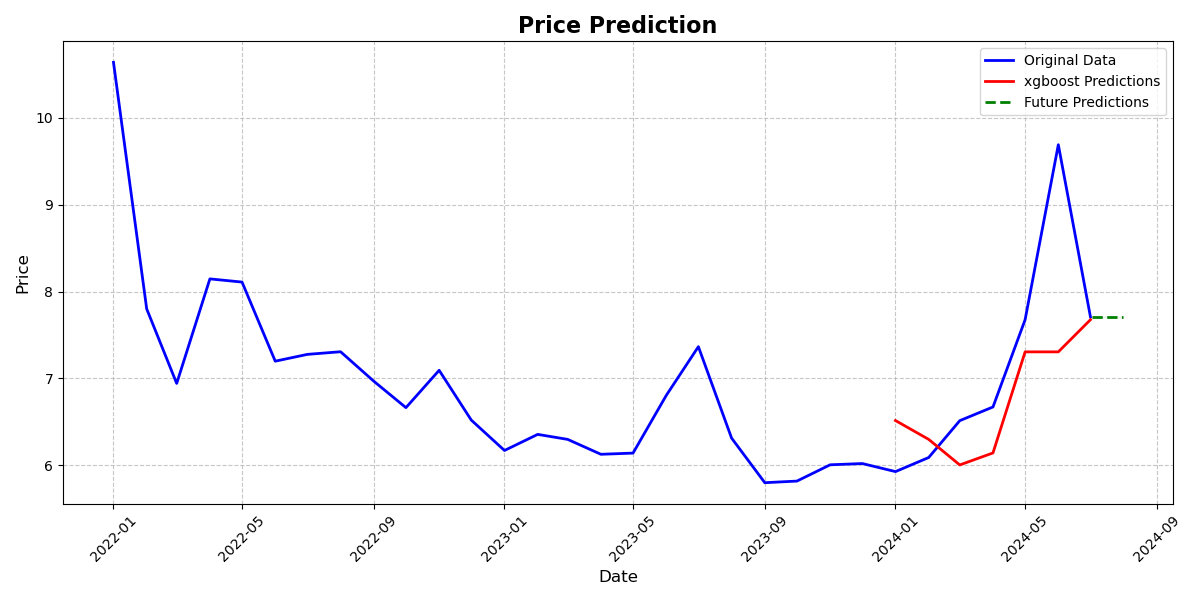 Price Prediction
Original Data
xgboost Predictions
Future Predictions
Price
10
9
8
7
6
2022-01
2022-05
2022-09
2023-01
2023-05
2023-09
2024-01
2024-05
2024-09
Date